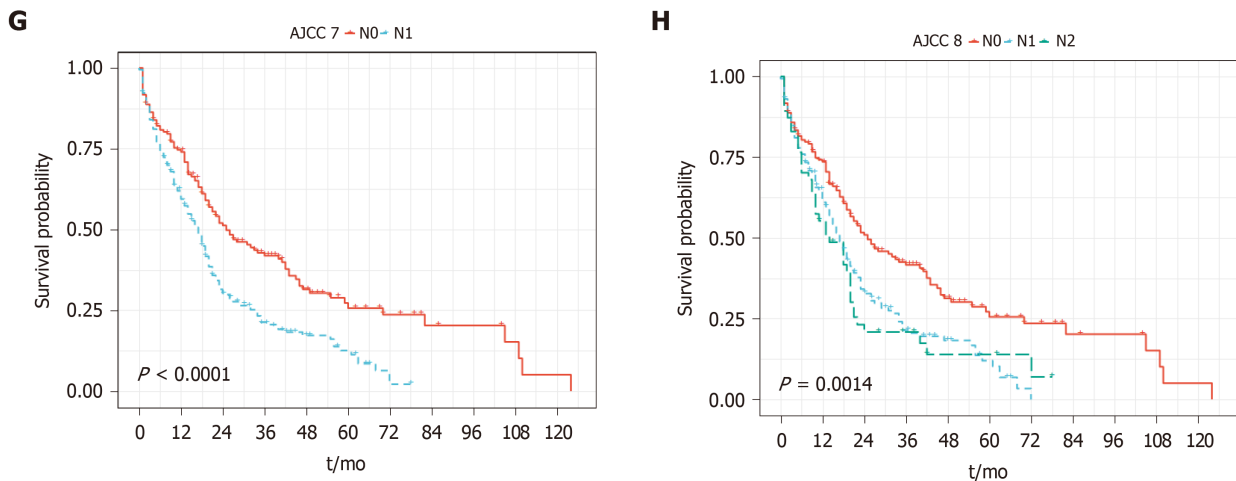 G
AJCC 7 N0 N1
1.00
0.75
0.50
0.25
0.00
Survival probability
P < 0.0001
0 12 24 36 48 60 72 84 96 108 120
t/mo
H
AJCC 8 N0 N1 N2
1.00
0.75
0.50
0.25
0.00
Survival probability
P = 0.0014
0 12 24 36 48 60 72 84 96 108 120
t/mo